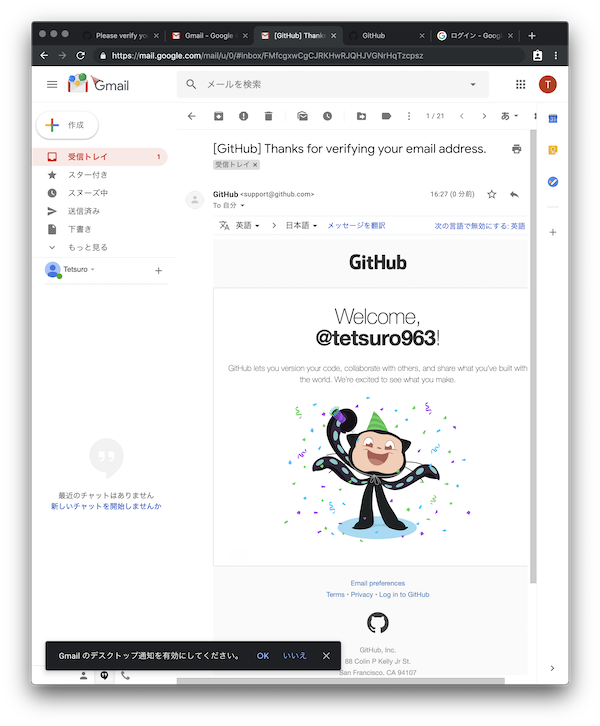 Please verify yo
Gmail - Google
[GitHub] Thank
GitHub
ログイン - Googl
https://mail.google.com/mail/u/0/#inbox/FMfcgxwCgCJRKHwRJQHJVGNrHqTzcpsz
Gmail
メールを検索
T
作成
1 / 21
あ
受信トレイ
1
スター付き
スヌーズ中
送信済み
下書き
もっと見る
Tetsuro
[GitHub] Thanks for verifying your email address.
受信トレイ
GitHub <support@github.com>
16:27 (0 分前)
To 自分
英語
日本語
メッセージを翻訳
次の言語で無効にする: 英語
GitHub
Welcome,
@tetsuro963!
GitHub lets you version your code, collaborate with others, and share what you've built with
the world. We're excited to see what you make.
最近のチャットはありません
新しいチャットを開始しませんか
Email preferences
Terms • Privacy • Log in to GitHub
GitHub, Inc.
88 Colin P Kelly Jr St.
San Francisco, CA 94107
Gmail のデスクトップ通知を有効にしてください。
OK
いいえ